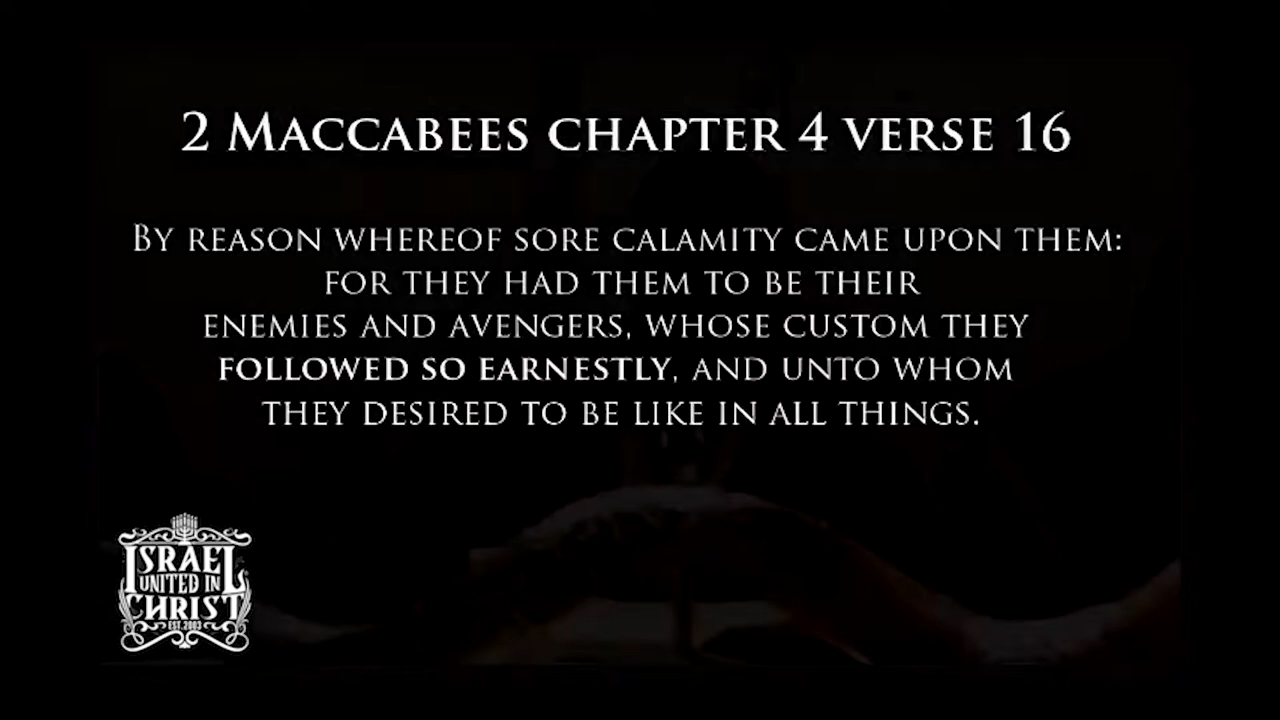 2 Maccabees chapter 4 verse 16
By reason whereof sore calamity came upon them:
for they had them to be their
enemies and avengers, whose custom they
followed so earnestly, and unto whom
they desired to be like in all things.
Israel
United in
Christ
Est. 2003